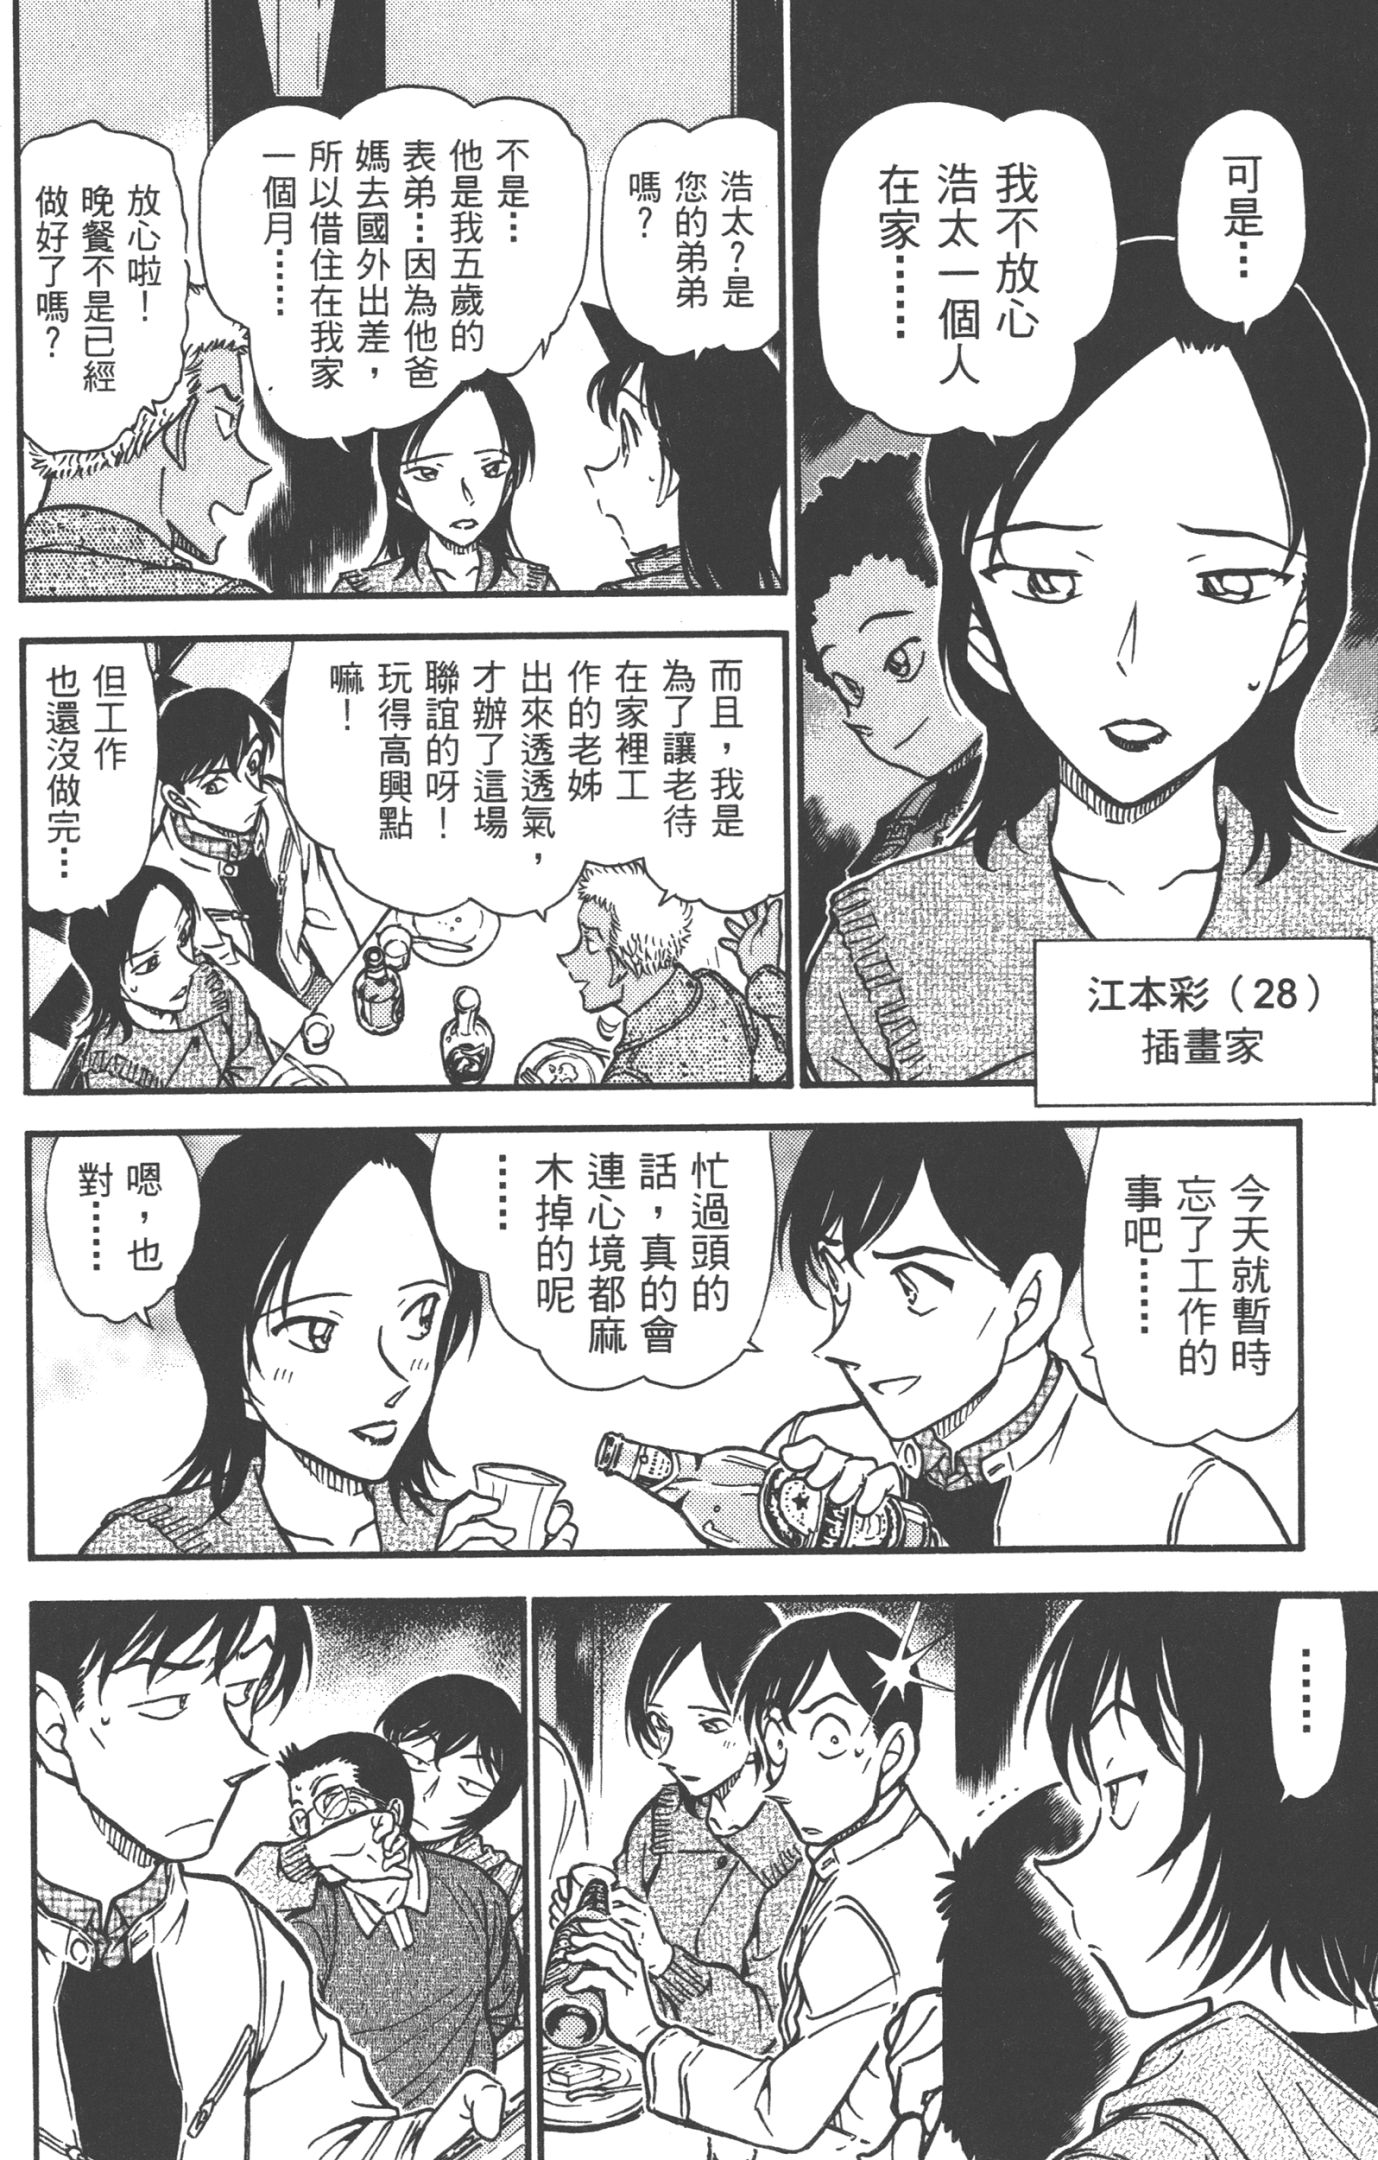 可是…
我不放心
浩太一個人
在家……
江本彩（28）
插畫家
浩太？是
您的弟弟
嗎？
不是…
他是我五歲的
表弟…因為他爸
媽去國外出差，
所以借住在我家
一個月……
放心啦！
晚餐不是已經
做好了嗎？
而且，我是
為了讓老待
在家裡工
作的老姊
出來透透氣，
才辦了這場
聯誼的呀！
玩得高興點
嘛！
但工作
也還沒做完…
今天就暫時
忘了工作的
事吧……
忙過頭的
話，真的會
連心境都麻
木掉的呢
……
嗯，也
對……
……